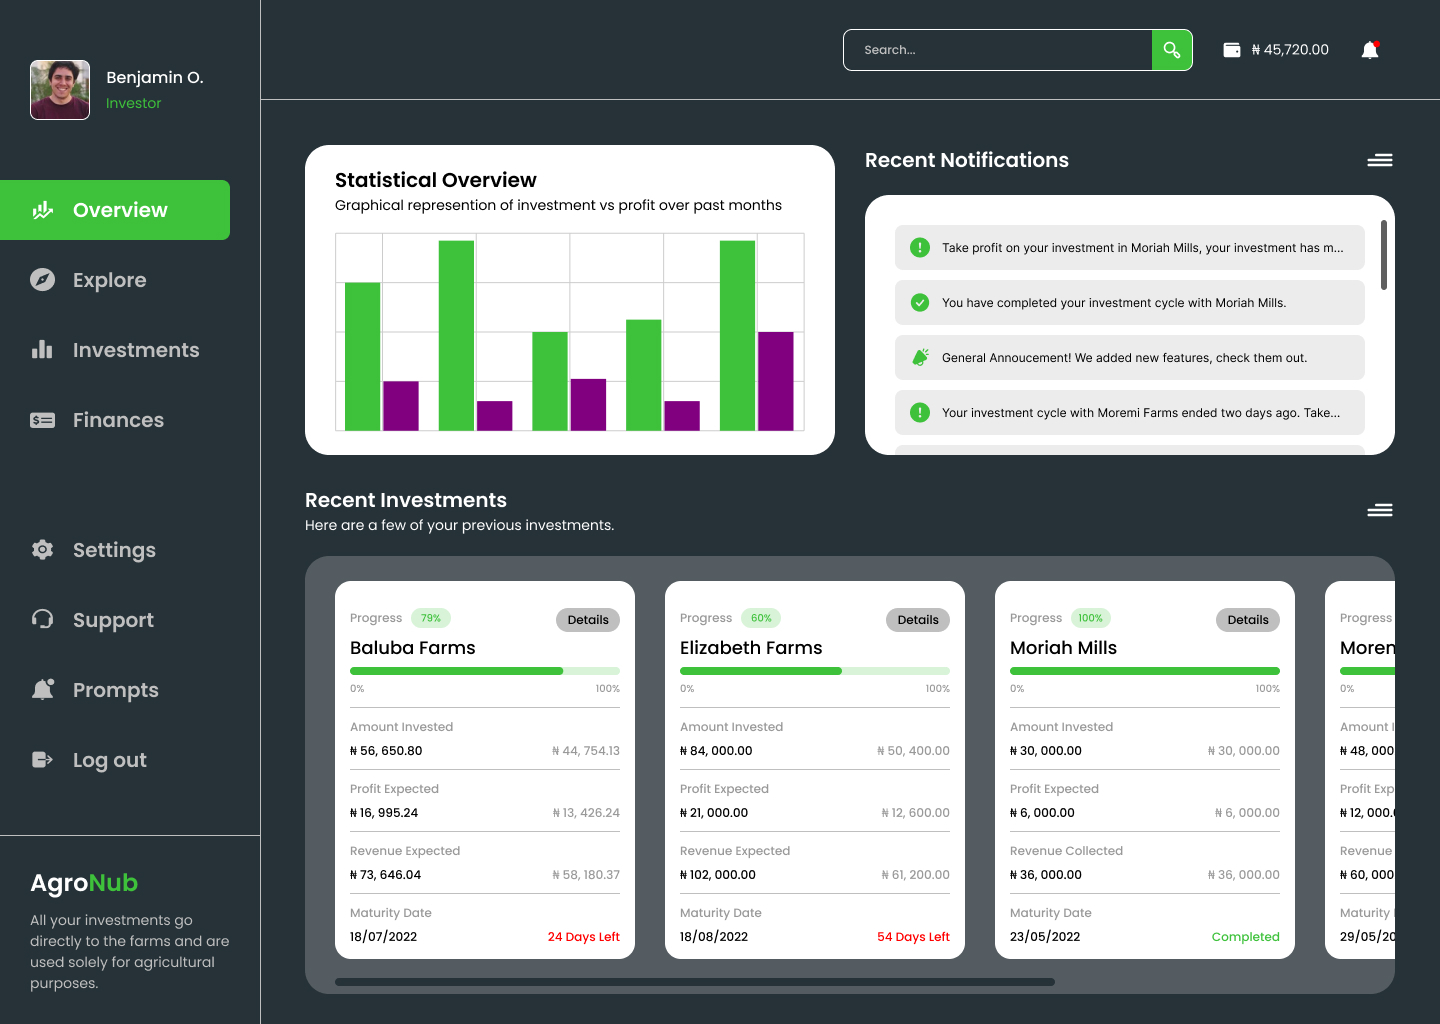 Benjamin O.
Investor
Overview
Explore
Investments
Finances
Settings
Support
Prompts
Log out
AgroNub
All your investments go
directly to the farms and are
used solely for agricultural
purposes.
Search...
₦ 45,720.00
Statistical Overview
Graphical represention of investment vs profit over past months
Recent Notifications
Take profit on your investment in Moriah Mills, your investment has m...
You have completed your investment cycle with Moriah Mills.
General Annoucement! We added new features, check them out.
Your investment cycle with Moremi Farms ended two days ago. Take...
Recent Investments
Here are a few of your previous investments.
Progress 79% Details
Baluba Farms
0% 100%
Amount Invested
₦ 56, 650.80 ₦ 44, 754.13
Profit Expected
₦ 16, 995.24 ₦ 13, 426.24
Revenue Expected
₦ 73, 646.04 ₦ 58, 180.37
Maturity Date
18/07/2022 24 Days Left
Progress 60% Details
Elizabeth Farms
0% 100%
Amount Invested
₦ 84, 000.00 ₦ 50, 400.00
Profit Expected
₦ 21, 000.00 ₦ 12, 600.00
Revenue Expected
₦ 102, 000.00 ₦ 61, 200.00
Maturity Date
18/08/2022 54 Days Left
Progress 100% Details
Moriah Mills
0% 100%
Amount Invested
₦ 30, 000.00 ₦ 30, 000.00
Profit Expected
₦ 6, 000.00 ₦ 6, 000.00
Revenue Collected
₦ 36, 000.00 ₦ 36, 000.00
Maturity Date
23/05/2022 Completed
Progress
0%
Amount
₦ 48, 000
Profit Exp
₦ 12, 000.
Revenue
₦ 60, 000
Maturity
29/05/20